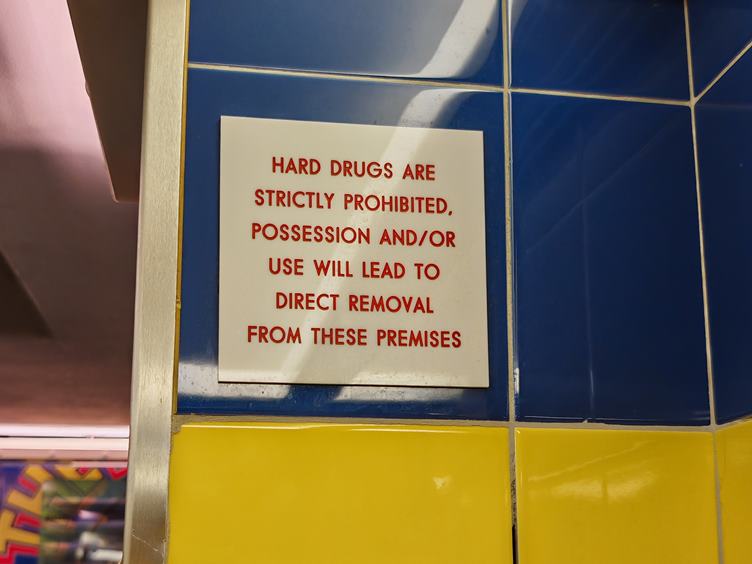 HARD DRUGS ARE
STRICTLY PROHIBITED,
POSSESSION AND/OR
USE WILL LEAD TO
DIRECT REMOVAL
FROM THESE PREMISES